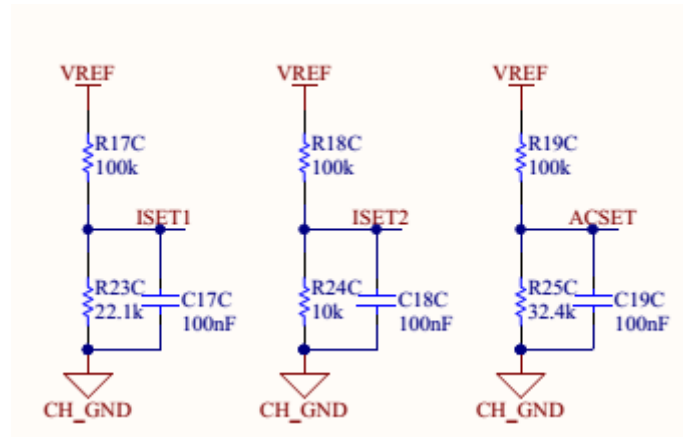 VREF
R17C
100k
ISET1
R23C
22.1k
C17C
100nF
CH_GND
VREF
R18C
100k
ISET2
R24C
10k
C18C
100nF
CH_GND
VREF
R19C
100k
ACSET
R25C
32.4k
C19C
100nF
CH_GND